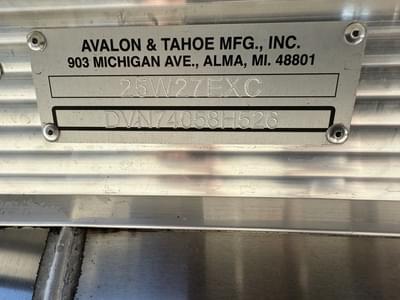 AVALON & TAHOE MFG., INC.
903 MICHIGAN AVE., ALMA, MI. 48801
25W27EXC
DVN74058H526